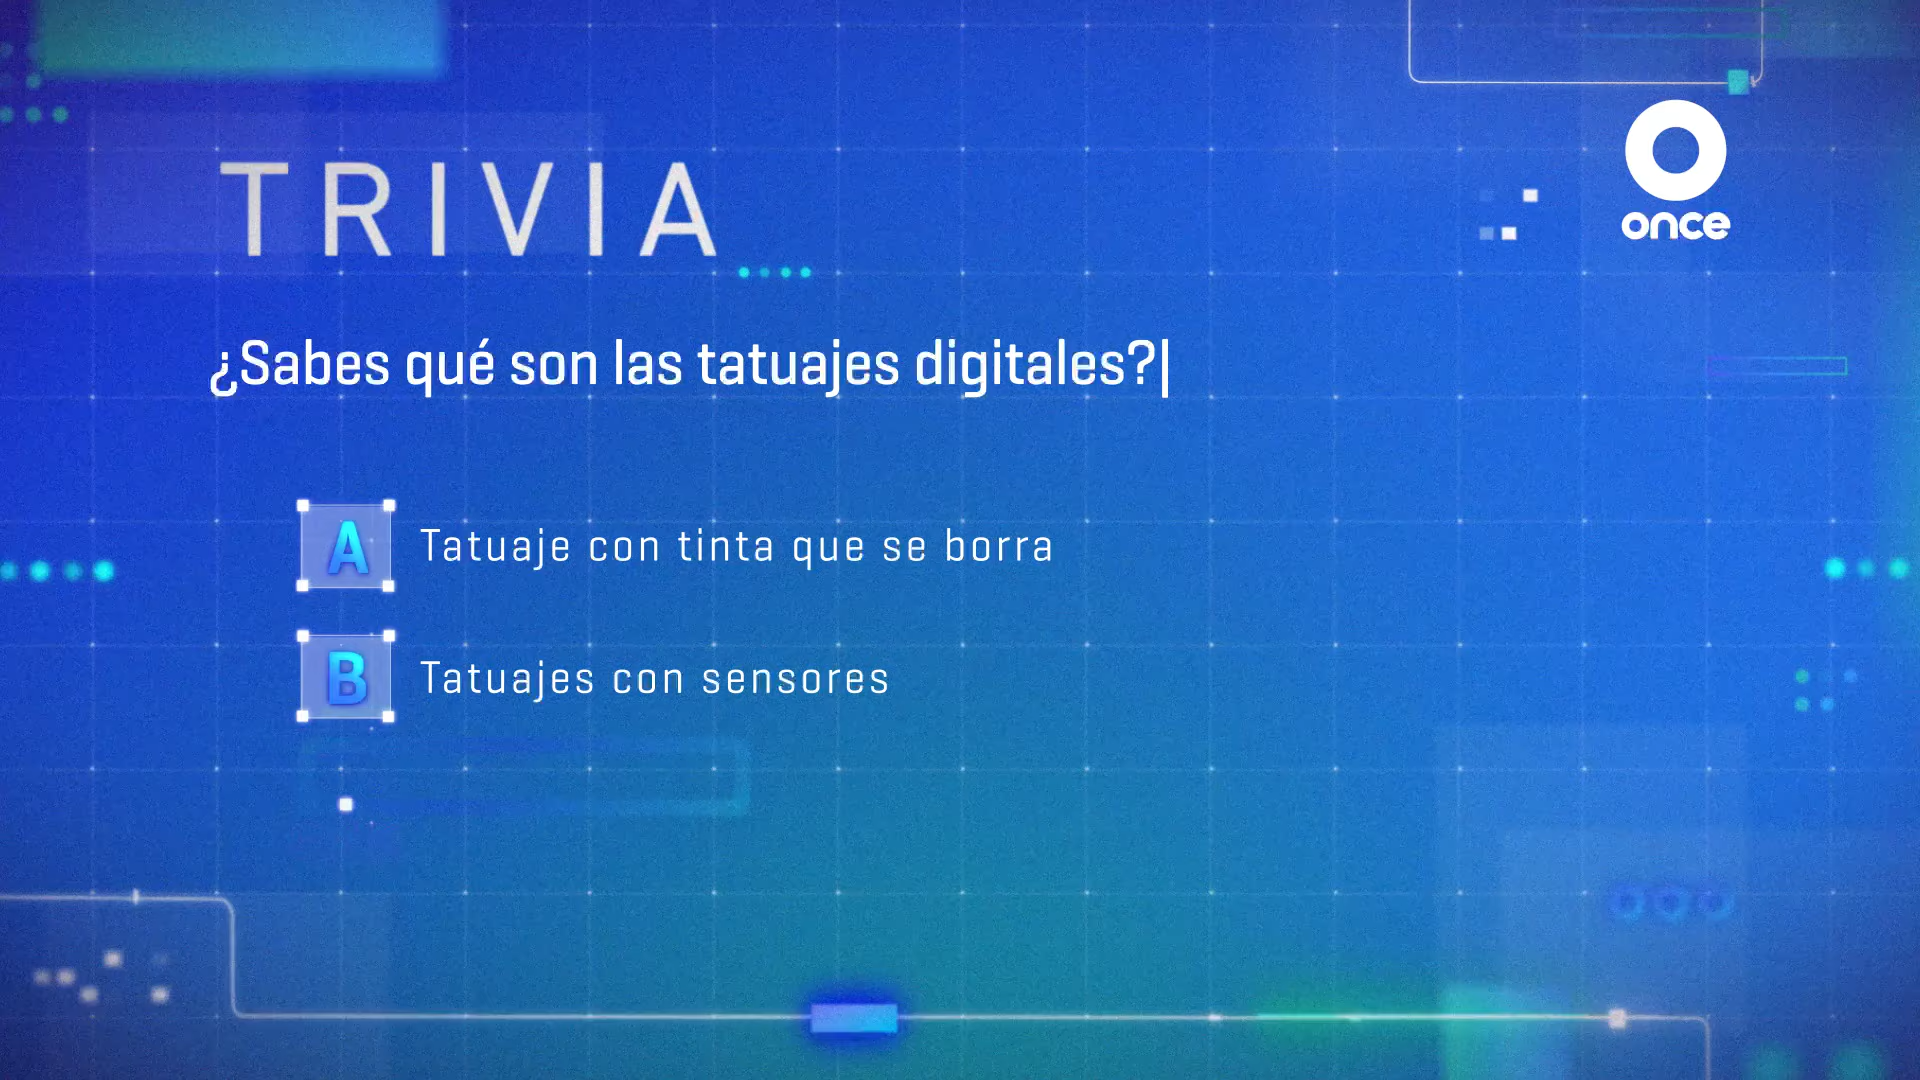 TRIVIA
once
¿Sabes qué son las tatuajes digitales?|
A Tatuaje con tinta que se borra
B Tatuajes con sensores